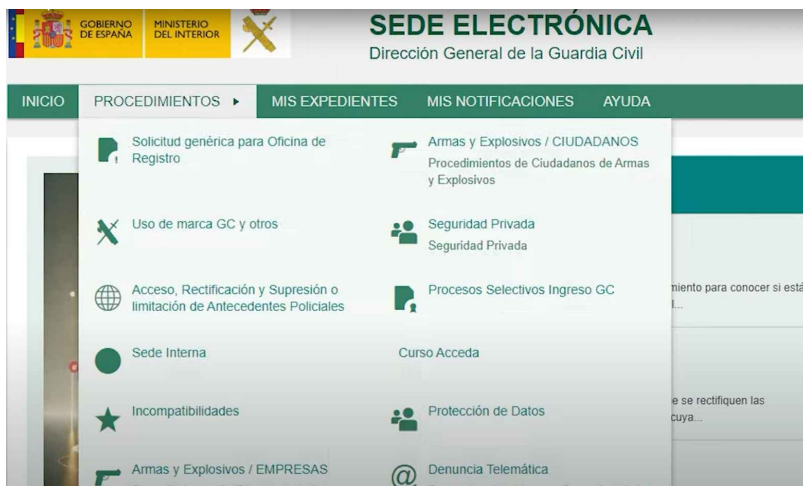 GOBIERNO
DE ESPAÑA
MINISTERIO
DEL INTERIOR
SEDE ELECTRÓNICA
Dirección General de la Guardia Civil
INICIO
PROCEDIMIENTOS
MIS EXPEDIENTES
MIS NOTIFICACIONES
AYUDA
Solicitud genérica para Oficina de
Registro
Armas y Explosivos / CIUDADANOS
Procedimientos de Ciudadanos de Armas
y Explosivos
Uso de marca GC y otros
Seguridad Privada
Seguridad Privada
Acceso, Rectificación y Supresión o
limitación de Antecedentes Policiales
Procesos Selectivos Ingreso GC
miento para conocer si está
l...
Sede Interna
Curso Acceda
Incompatibilidades
Protección de Datos
e se rectifiquen las
cuya...
Armas y Explosivos / EMPRESAS
@ Denuncia Telemática